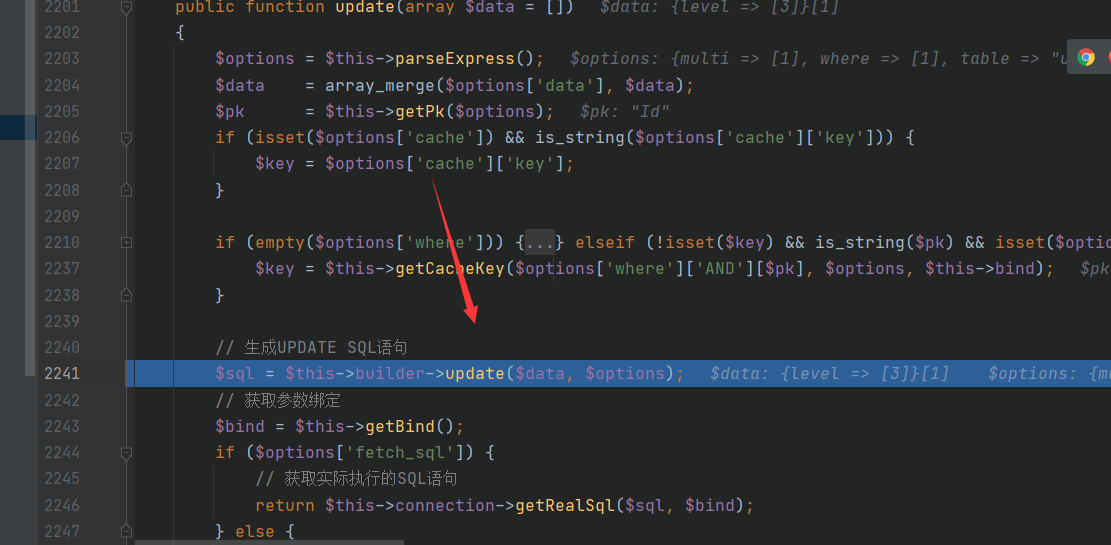 2201 public function update(array $data = []) $data: {level => [3]}[1]
2202 {
2203 $options = $this->parseExpress(); $options: {multi => [1], where => [1], table => "u
2204 $data = array_merge($options['data'], $data);
2205 $pk = $this->getPk($options); $pk: "Id"
2206 if (isset($options['cache']) && is_string($options['cache']['key'])) {
2207 $key = $options['cache']['key'];
2208 }
2209
2210 if (empty($options['where'])) {...} elseif (!isset($key) && is_string($pk) && isset($optio
2237 $key = $this->getCacheKey($options['where']['AND'][$pk], $options, $this->bind); $pk
2238 }
2239
2240 // 生成UPDATE SQL语句
2241 $sql = $this->builder->update($data, $options); $data: {level => [3]}[1] $options: {m
2242 // 获取参数绑定
2243 $bind = $this->getBind();
2244 if ($options['fetch_sql']) {
2245 // 获取实际执行的SQL语句
2246 return $this->connection->getRealSql($sql, $bind);
2247 } else {